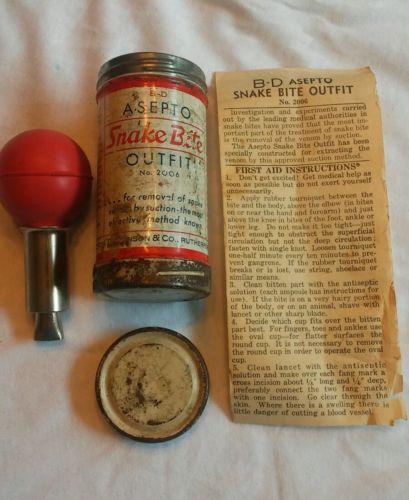 B-D
ASEPTO
Snake Bite
OUTFIT
No. 2006
...for removal of
by suction-the most
effective method known
& CO., RUTHER
B-D ASEPTO
SNAKE BITE OUTFIT
No. 2006
Investigation and experiments carried
out by the leading medical authorities in
snake bite have proved that the most im-
portant part of the treatment of snake bite
is the removal of the venom by suction.
The Asepto Snake Bite Outfit has been
specially constructed for extracting the
venom by this approved suction method.
FIRST AID INSTRUCTIONS*
1. Don't get excited! Get medical help as
soon as possible but do not exert yourself
unnecessarily.
2. Apply rubber tourniquet between the
bite and the body, above the elbow (in bites
on or near the hand and forearm) and just
above the knee in bites of the foot, ankle or
lower leg. Do not make it too tight—just
tight enough to obstruct the superficial
circulation but not the deep circulation;
fasten with single knot. Loosen tourniquet
one-half minute every ten minutes to pre-
vent gangrene. If the rubber tourniquet
breaks or is lost, use string, shoelace or
similar means.
3. Clean bitten part with the antiseptic
solution (each ampoule has instructions for
use). If the bite is on a very hairy portion
of the body, or on an animal, shave with
lancet or other sharp blade.
4. Decide which cup fits over the bitten
part best. For fingers, toes and ankles use
the oval cup—for flatter surfaces the
round cup. It is not necessary to remove
the round cup in order to operate the oval
cup.
5. Clean lancet with the antiseptic
solution and make over each fang mark a
cross incision about ½" long and ¼" deep,
preferably connect the two fang marks
with one incision. Go clear through the
skin. Where there is a swelling there is
little danger of cutting a blood vessel.